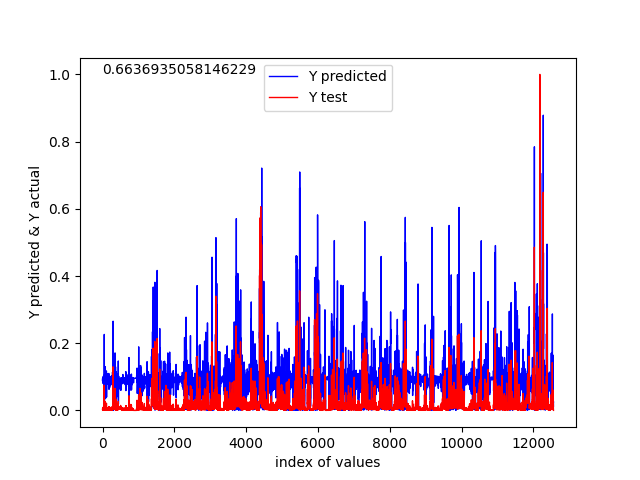 0.6636935058146229
Y predicted
Y test
1.0
0.8
0.6
0.4
0.2
0.0
Y predicted & Y actual
0 2000 4000 6000 8000 10000 12000
index of values